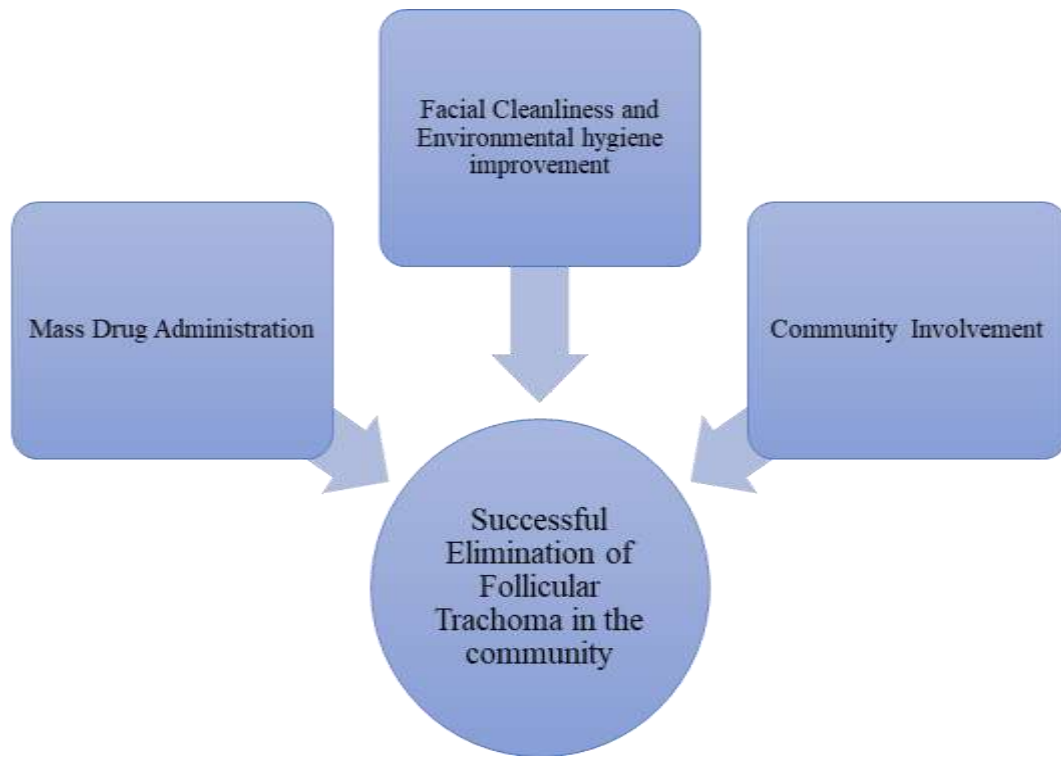 Facial Cleanliness and
Environmental hygiene
improvement
Mass Drug Administration
Community Involvement
Successful
Elimination of
Follicular
Trachoma in the
community